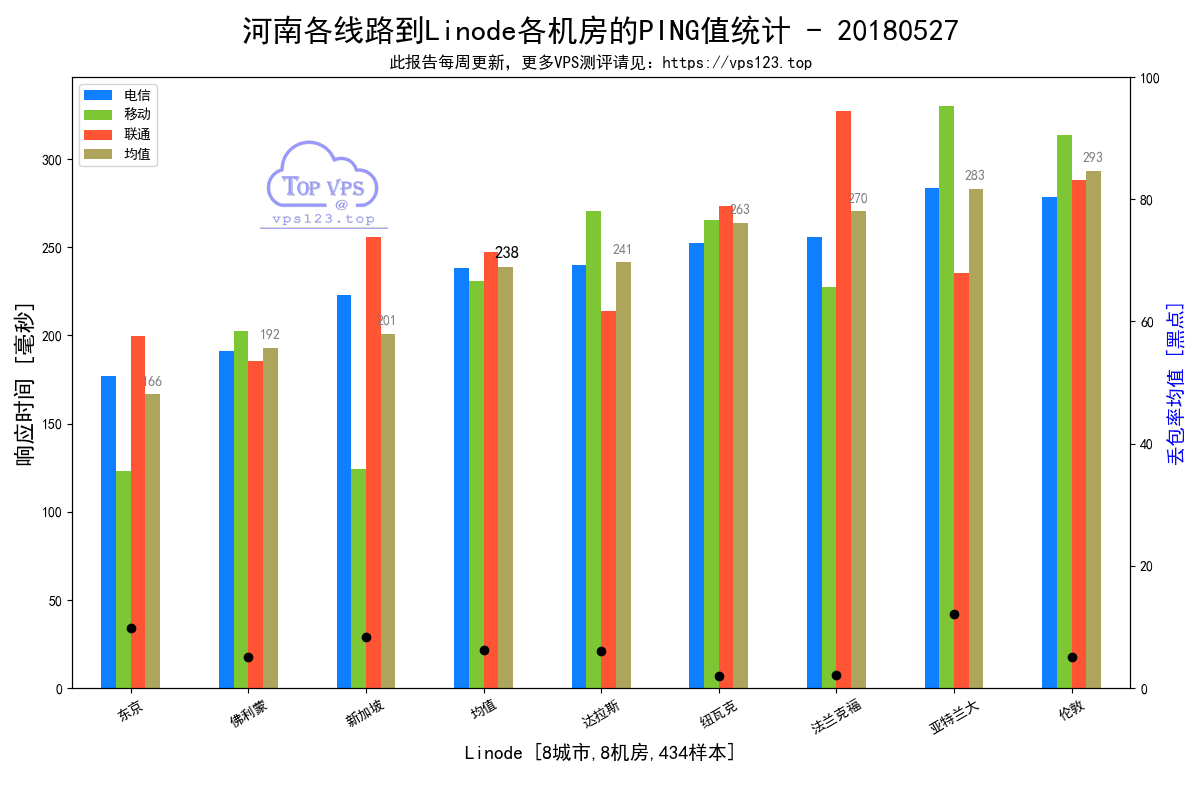 河南各线路到Linode各机房的PING值统计 - 20180527
此报告每周更新，更多VPS测评请见：https://vps123.top
电信
移动
联通
均值
TOP VPS
@
vps123.top
响应时间 [毫秒]
300
250
200
150
100
50
0
166
192
201
238
241
263
270
283
293
100
80
60
40
20
0
丢包率均值 [黑点]
东京
佛利蒙
新加坡
均值
达拉斯
纽瓦克
法兰克福
亚特兰大
伦敦
Linode [8城市,8机房,434样本]